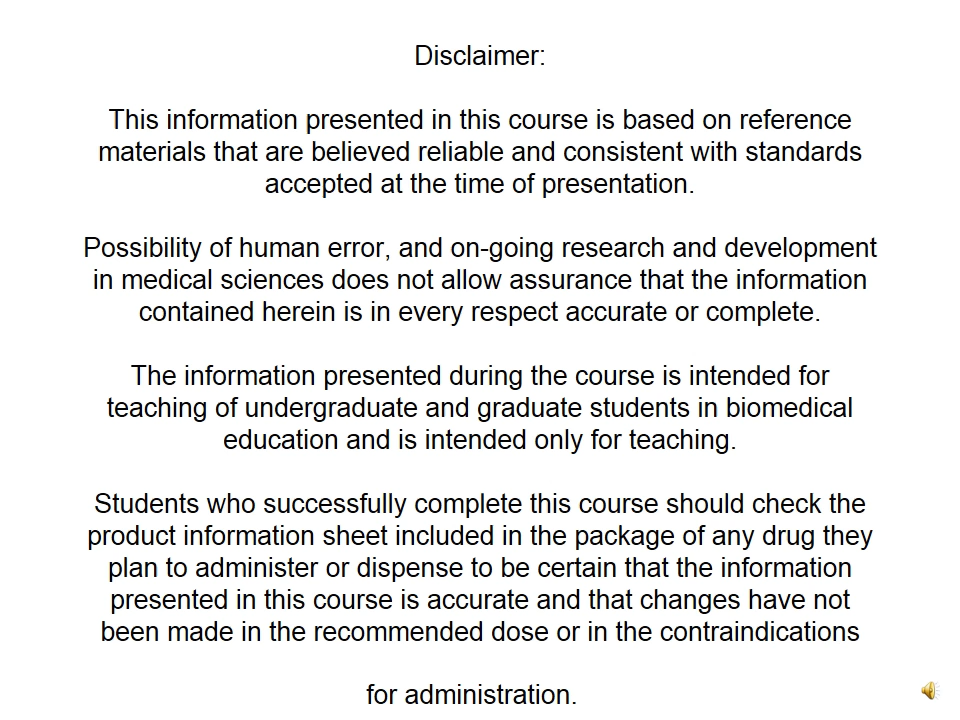 Disclaimer:
This information presented in this course is based on reference
materials that are believed reliable and consistent with standards
accepted at the time of presentation.
Possibility of human error, and on-going research and development
in medical sciences does not allow assurance that the information
contained herein is in every respect accurate or complete.
The information presented during the course is intended for
teaching of undergraduate and graduate students in biomedical
education and is intended only for teaching.
Students who successfully complete this course should check the
product information sheet included in the package of any drug they
plan to administer or dispense to be certain that the information
presented in this course is accurate and that changes have not
been made in the recommended dose or in the contraindications
for administration.